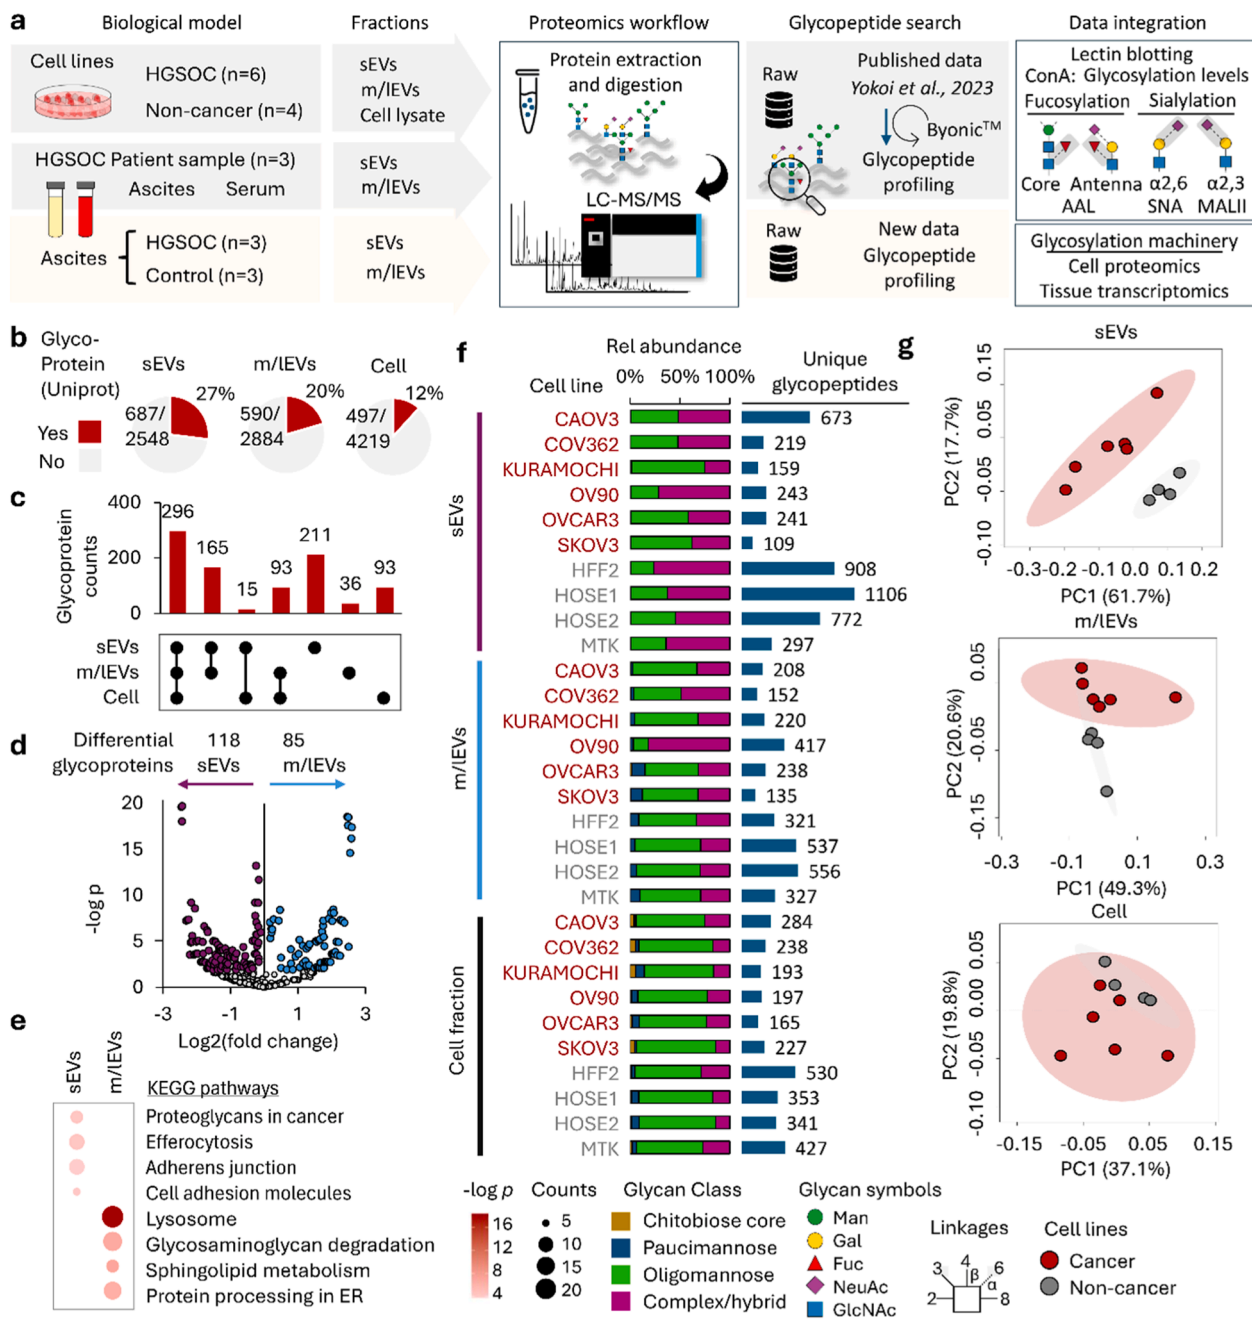 a
Biological model
Fractions
Proteomics workflow
Glycopeptide search
Data integration
Cell lines
HGSOC (n=6)
Non-cancer (n=4)
sEVs
m/lEVs
Cell lysate
HGSOC Patient sample (n=3)
Ascites
Serum
sEVs
m/lEVs
Ascites
HGSOC (n=3)
Control (n=3)
sEVs
m/lEVs
Protein extraction
and digestion
LC-MS/MS
Raw
Published data
Yokoi et al., 2023
Byonic™
Glycopeptide
profiling
Raw
New data
Glycopeptide
profiling
Lectin blotting
ConA: Glycosylation levels
Fucosylation
Sialylation
Core
Antenna
α2,6
α2,3
AAL
SNA
MALII
Glycosylation machinery
Cell proteomics
Tissue transcriptomics
b
Glyco-
Protein
(Uniprot)
Yes
No
sEVs
27%
687/
2548
m/lEVs
20%
590/
2884
Cell
12%
497/
4219
c
Glycoprotein
counts
400
200
0
296
165
15
93
211
36
93
sEVs
m/lEVs
Cell
d
Differential
glycoproteins
118
sEVs
85
m/lEVs
-log p
20
15
10
5
0
-3
-1
1
3
Log2(fold change)
e
sEVs
m/lEVs
KEGG pathways
Proteoglycans in cancer
Efferocytosis
Adherens junction
Cell adhesion molecules
Lysosome
Glycosaminoglycan degradation
Sphingolipid metabolism
Protein processing in ER
f
Rel abundance
Cell line
0%
50%
100%
Unique
glycopeptides
sEVs
CAOV3 673
COV362 219
KURAMOCHI 159
OV90 243
OVCAR3 241
SKOV3 109
HFF2 908
HOSE1 1106
HOSE2 772
MTK 297
m/lEVs
CAOV3 208
COV362 152
KURAMOCHI 220
OV90 417
OVCAR3 238
SKOV3 135
HFF2 321
HOSE1 537
HOSE2 556
MTK 327
Cell fraction
CAOV3 284
COV362 238
KURAMOCHI 193
OV90 197
OVCAR3 165
SKOV3 227
HFF2 530
HOSE1 353
HOSE2 341
MTK 427
g
sEVs
PC2 (17.7%)
0.15
0.05
-0.05
-0.10
-0.3
-0.2
-0.1
0.0
0.1
0.2
PC1 (61.7%)
m/lEVs
PC2 (20.6%)
0.05
-0.05
-0.15
-0.3
-0.1
0.1
0.3
PC1 (49.3%)
Cell
PC2 (19.8%)
0.05
0.00
-0.05
-0.10
-0.15
-0.05
0.05
0.15
PC1 (37.1%)
-log p
16
12
8
4
Counts
5
10
15
20
Glycan Class
Chitobiose core
Paucimannose
Oligomannose
Complex/hybrid
Glycan symbols
Man
Gal
Fuc
NeuAc
GlcNAc
Linkages
3
4
6
β
α
2
8
Cell lines
Cancer
Non-cancer